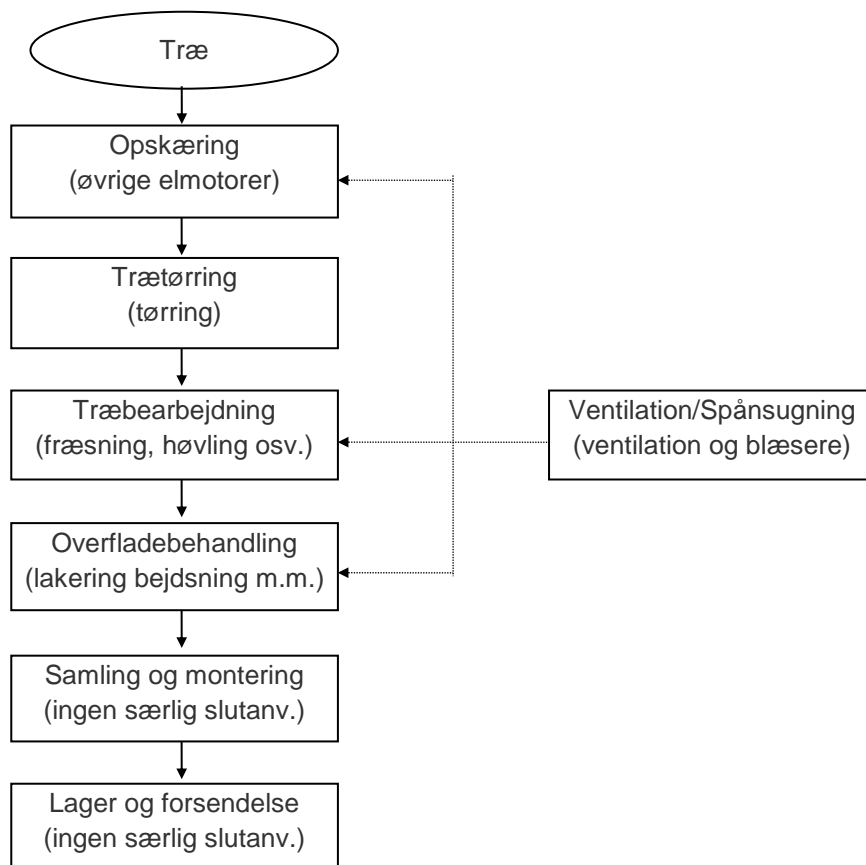 Træ
Opskæring
(øvrige elmotorer)
Trætørring
(tørring)
Træbearbejdning
(fræsning, høvling osv.)
Ventilation/Spånsugning
(ventilation og blæsere)
Overfladebehandling
(lakering bejdsning m.m.)
Samling og montering
(ingen særlig slutanv.)
Lager og forsendelse
(ingen særlig slutanv.)